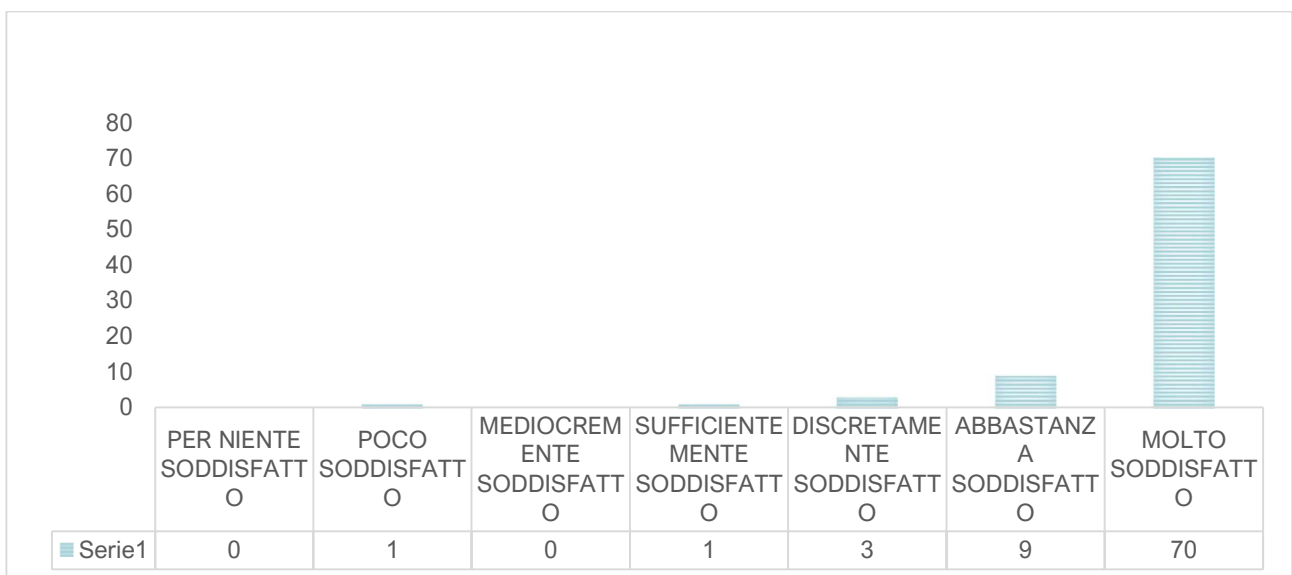 80
70
60
50
40
30
20
10
0
PER NIENTE
SODDISFATT
O
POCO
SODDISFATT
O
MEDIOCREM
ENTE
SODDISFATT
O
SUFFICIENTE
MENTE
SODDISFATT
O
DISCRETAME
NTE
SODDISFATT
O
ABBASTANZ
A
SODDISFATT
O
MOLTO
SODDISFATT
O
Serie1 0 1 0 1 3 9 70